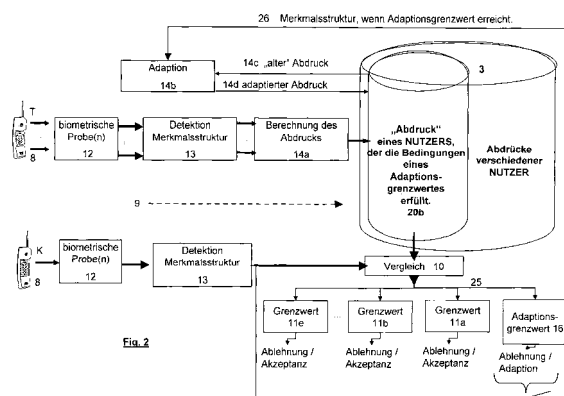 26 Merkmalsstruktur, wenn Adaptionsgrenzwert erreicht.
Adaption
14b
14c „alter" Abdruck
14d adaptierter Abdruck
3
T
8
biometrische
Probe(n)
12
Detektion
Merkmalsstruktur
13
Berechnung des
Abdrucks
14a
„Abdruck"
eines NUTZERS,
der die Bedingungen
eines
Adaptions-
grenzwertes
erfüllt.
20b
Abdrücke
verschiedener
NUTZER
9
K
8
biometrische
Probe(n)
12
Detektion
Merkmalsstruktur
13
Vergleich 10
25
Grenzwert
11e
...
Grenzwert
11b
Grenzwert
11a
Adaptions-
grenzwert 16
Ablehnung /
Akzeptanz
Ablehnung /
Akzeptanz
Ablehnung /
Akzeptanz
Ablehnung /
Adaption
Fig. 2